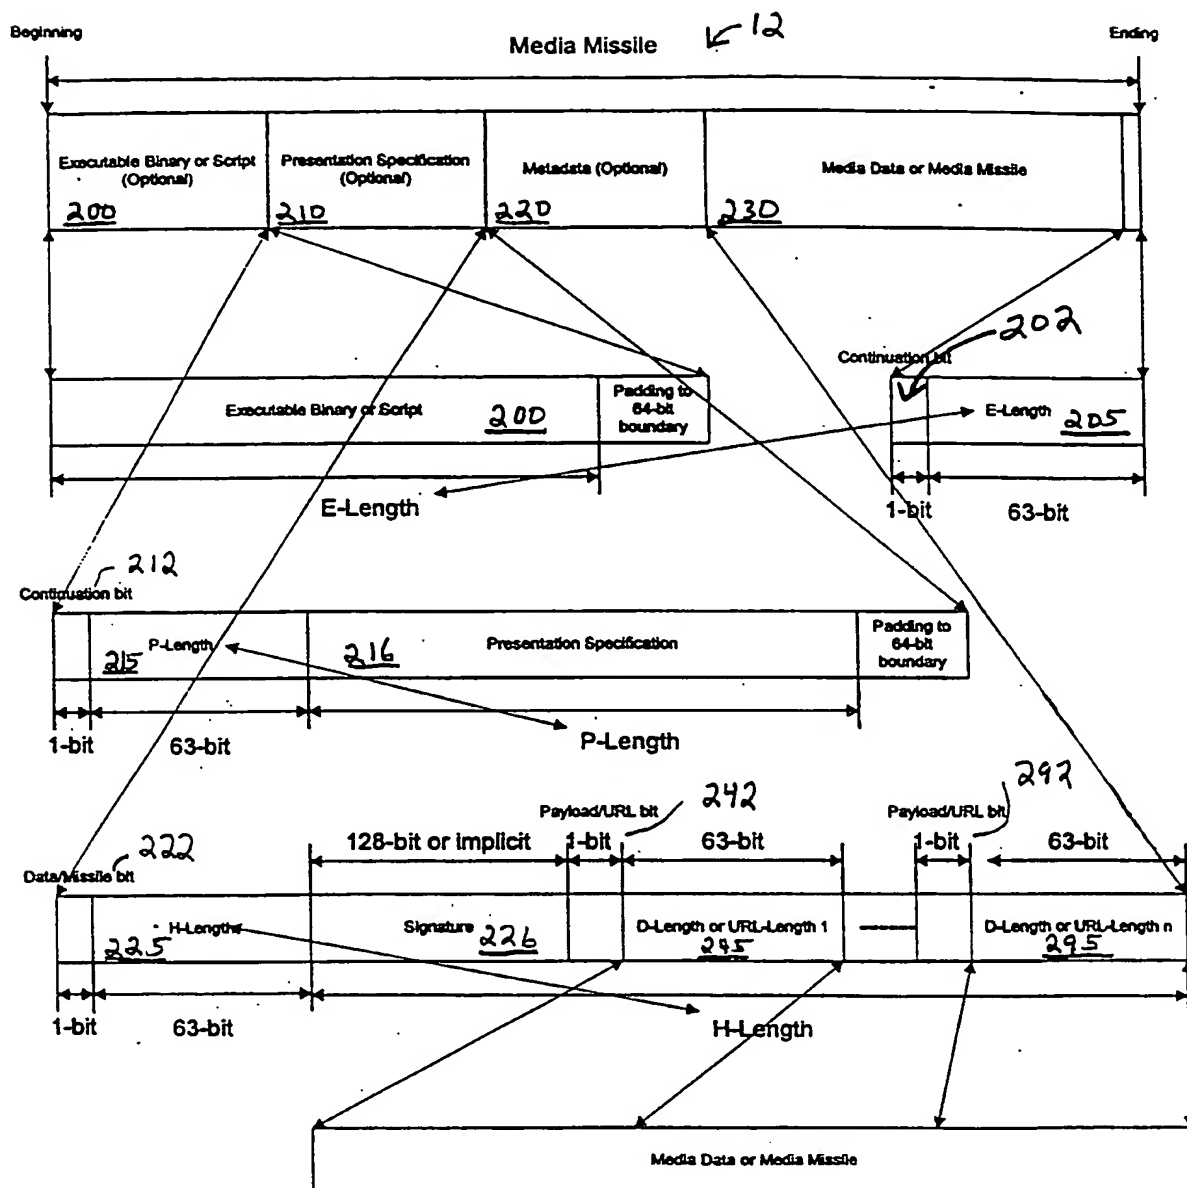 Beginning
Media Missile
12
Ending
Executable Binary or Script
(Optional)
200
Presentation Specification
(Optional)
210
Metadata (Optional)
220
Media Data or Media Missile
230
202
Continuation bit
Executable Binary or Script
200
Padding to
64-bit
boundary
E-Length
205
E-Length
1-bit
63-bit
212
Continuation bit
P-Length
215
216
Presentation Specification
Padding to
64-bit
boundary
1-bit
63-bit
P-Length
Payload/URL bit
242
Payload/URL bit
292
128-bit or implicit
1-bit
63-bit
1-bit
63-bit
222
Data/Missile bit
H-Length
225
Signature
226
D-Length or URL-Length 1
245
D-Length or URL-Length n
295
1-bit
63-bit
H-Length
Media Data or Media Missile